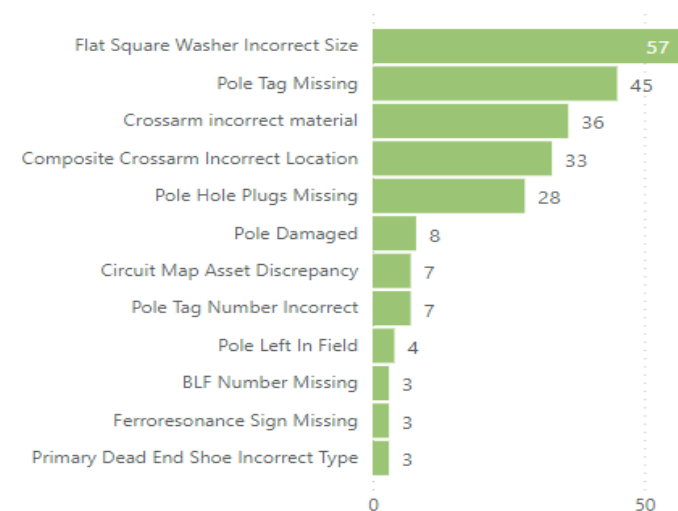 Flat Square Washer Incorrect Size 57
Pole Tag Missing 45
Crossarm incorrect material 36
Composite Crossarm Incorrect Location 33
Pole Hole Plugs Missing 28
Pole Damaged 8
Circuit Map Asset Discrepancy 7
Pole Tag Number Incorrect 7
Pole Left In Field 4
BLF Number Missing 3
Ferroresonance Sign Missing 3
Primary Dead End Shoe Incorrect Type 3
0 50